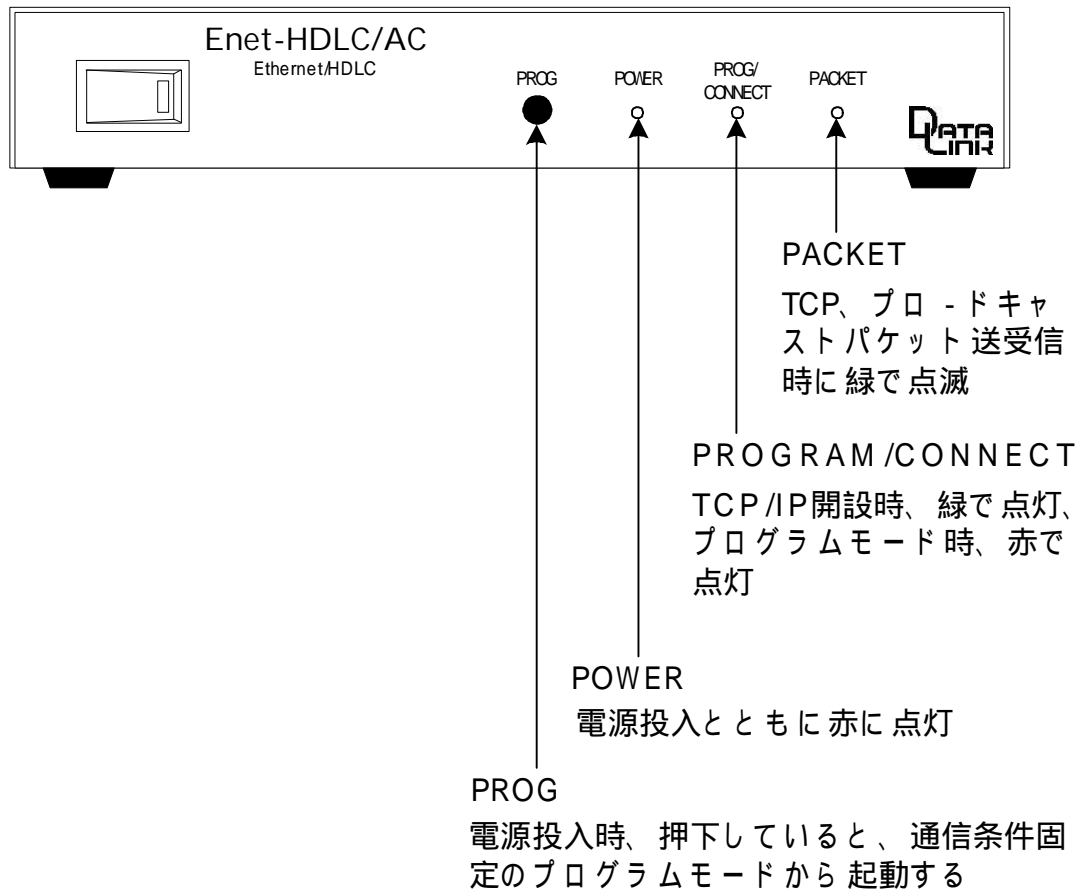 Enet-HDLC/AC
Ethernet/HDLC
PROG
POWER
PROG/
CONNECT
PACKET
DATA
LINK
PACKET
TCP、プロ-ドキャ
ストパケット送受信
時に緑で点滅
PROGRAM/CONNECT
TCP/IP開設時、緑で点灯、
プログラムモード時、赤で
点灯
POWER
電源投入とともに赤に点灯
PROG
電源投入時、押下していると、通信条件固
定のプログラムモードから起動する